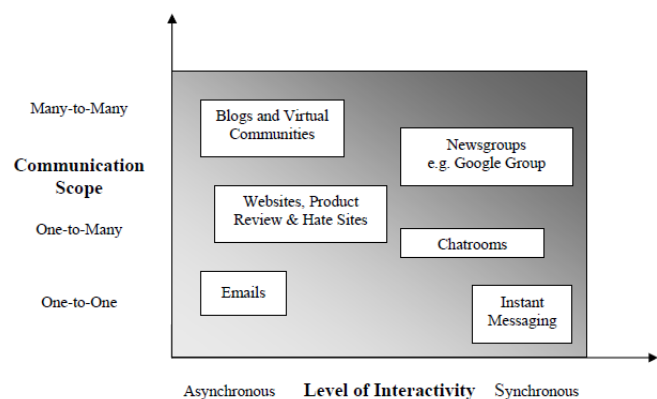 Many-to-Many
Communication
Scope
One-to-Many
One-to-One
Blogs and Virtual
Communities
Newsgroups
e.g. Google Group
Websites, Product
Review & Hate Sites
Chatrooms
Emails
Instant
Messaging
Asynchronous
Level of Interactivity
Synchronous